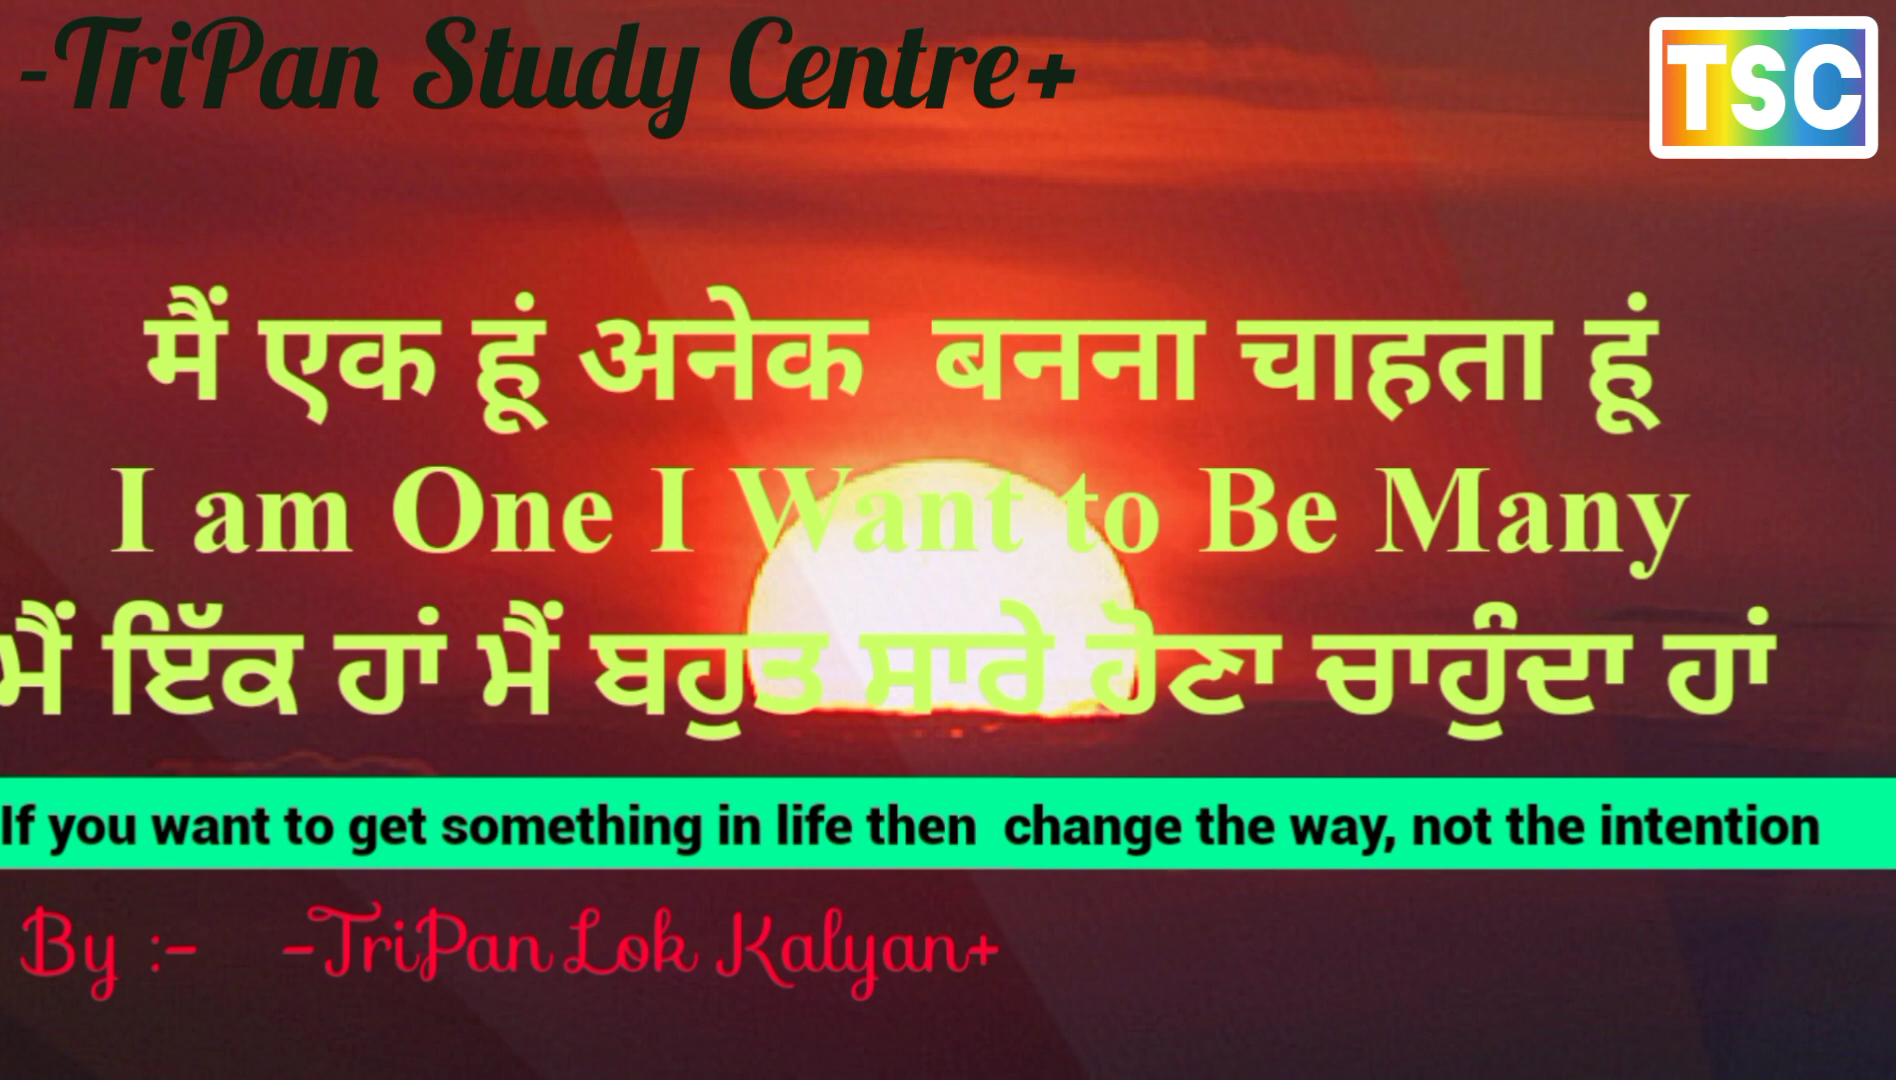 -TriPan Study Centre+
TSC
मैं एक हूं अनेक बनना चाहता हूं
I am One I Want to Be Many
ਮੈਂ ਇੱਕ ਹਾਂ ਮੈਂ ਬਹੁਤ ਸਾਰੇ ਹੋਣਾ ਚਾਹੁੰਦਾ ਹਾਂ
If you want to get something in life then change the way, not the intention
By :- -TriPan Lok Kalyan+